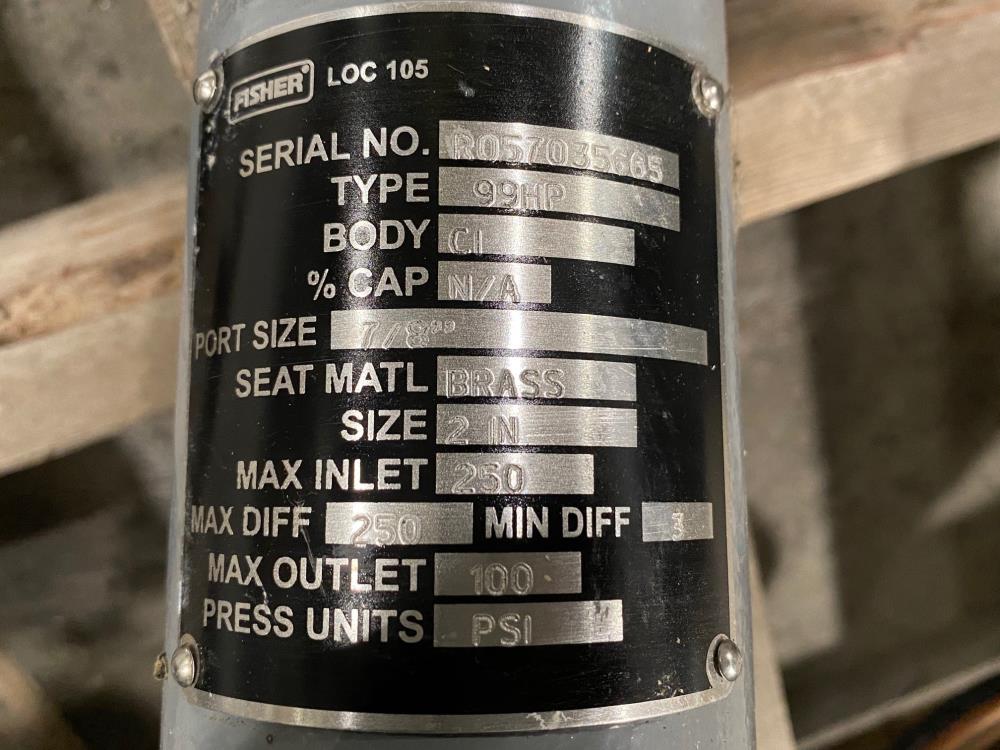 FISHER® LOC 105
SERIAL NO. R057035665
TYPE 99HP
BODY CI
% CAP N/A
PORT SIZE 7/8"
SEAT MATL BRASS
SIZE 2 IN
MAX INLET 250
MAX DIFF 250 MIN DIFF 3
MAX OUTLET 100
PRESS UNITS PSI